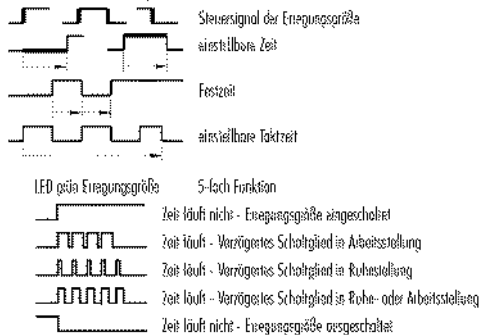 Steuersignal der Erregungsgröße
einstellbare Zeit
Festzeit
einstellbare Taktzeit
LED grün Erregungsgröße 5-fach Funktion
Zeit läuft nicht - Erregungsgröße eingeschaltet
Zeit läuft - Verzögertes Schaltglied in Arbeitsstellung
Zeit läuft - Verzögertes Schaltglied in Ruhestellung
Zeit läuft - Verzögertes Schaltglied in Ruhe- oder Arbeitsstellung
Zeit läuft nicht - Erregungsgröße ausgeschaltet